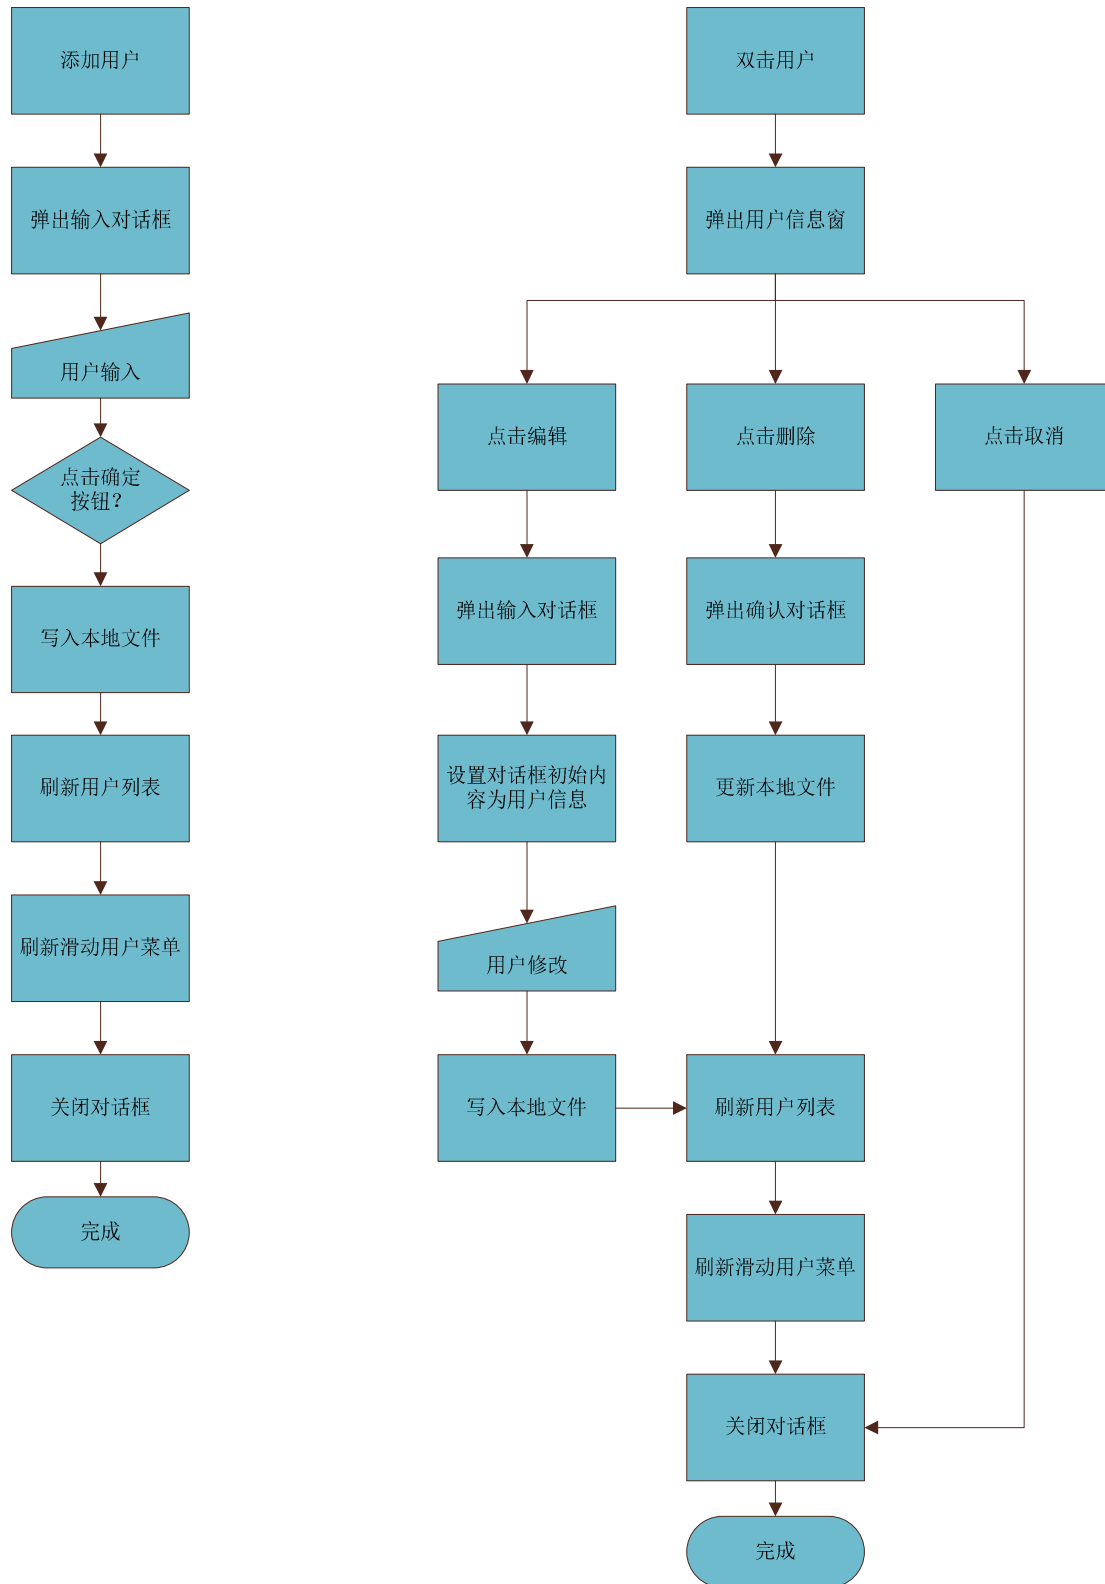 添加用户
弹出输入对话框
用户输入
点击确定
按钮？
写入本地文件
刷新用户列表
刷新滑动用户菜单
关闭对话框
完成
双击用户
弹出用户信息窗
点击编辑
点击删除
点击取消
弹出输入对话框
弹出确认对话框
设置对话框初始内
容为用户信息
更新本地文件
用户修改
写入本地文件
刷新用户列表
刷新滑动用户菜单
关闭对话框
完成